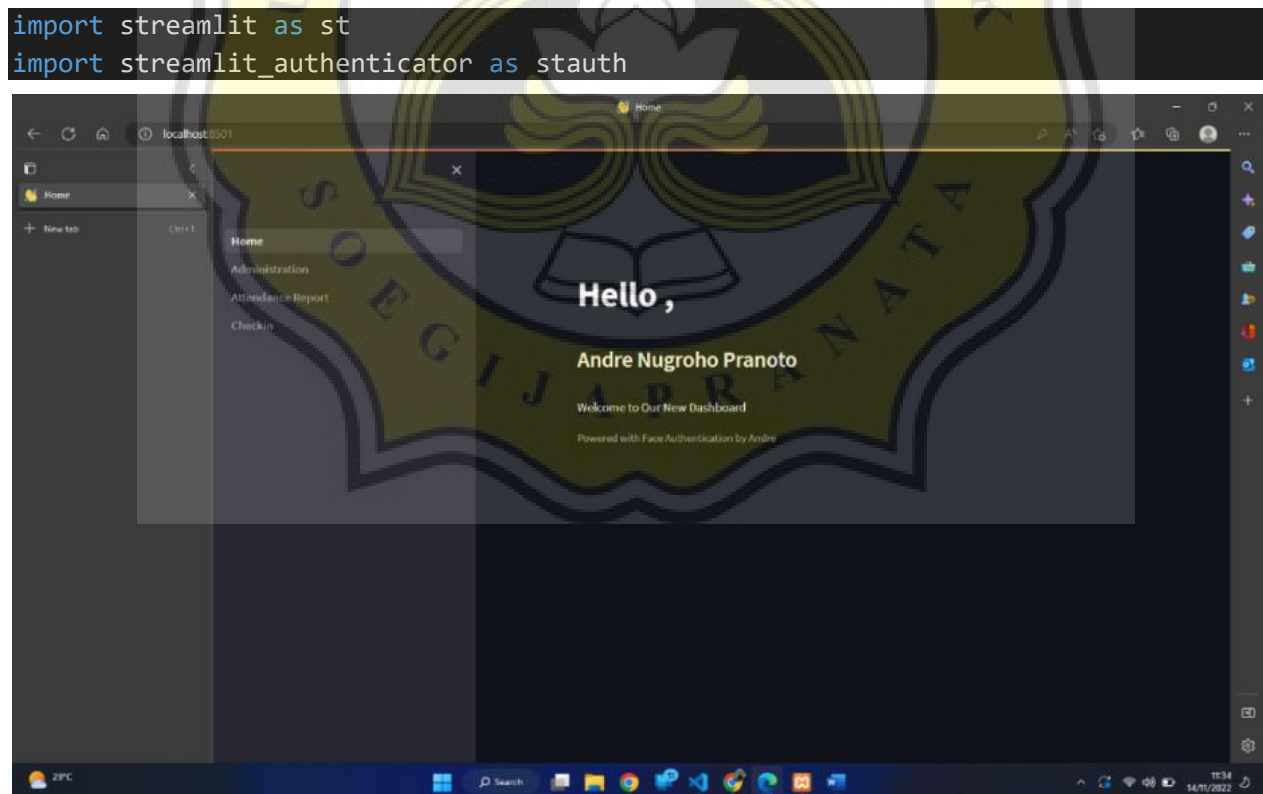 import streamlit as st
import streamlit_authenticator as stauth
Home
localhost:8501
Home
New tab Ctrl+T
Home
Administration
Attendance Report
Checkin
Hello ,
Andre Nugroho Pranoto
Welcome to Our New Dashboard
Powered with Face Authentication by Andre
SOEGIJAPRANATA
29°C
Search
11:34
14/11/2022